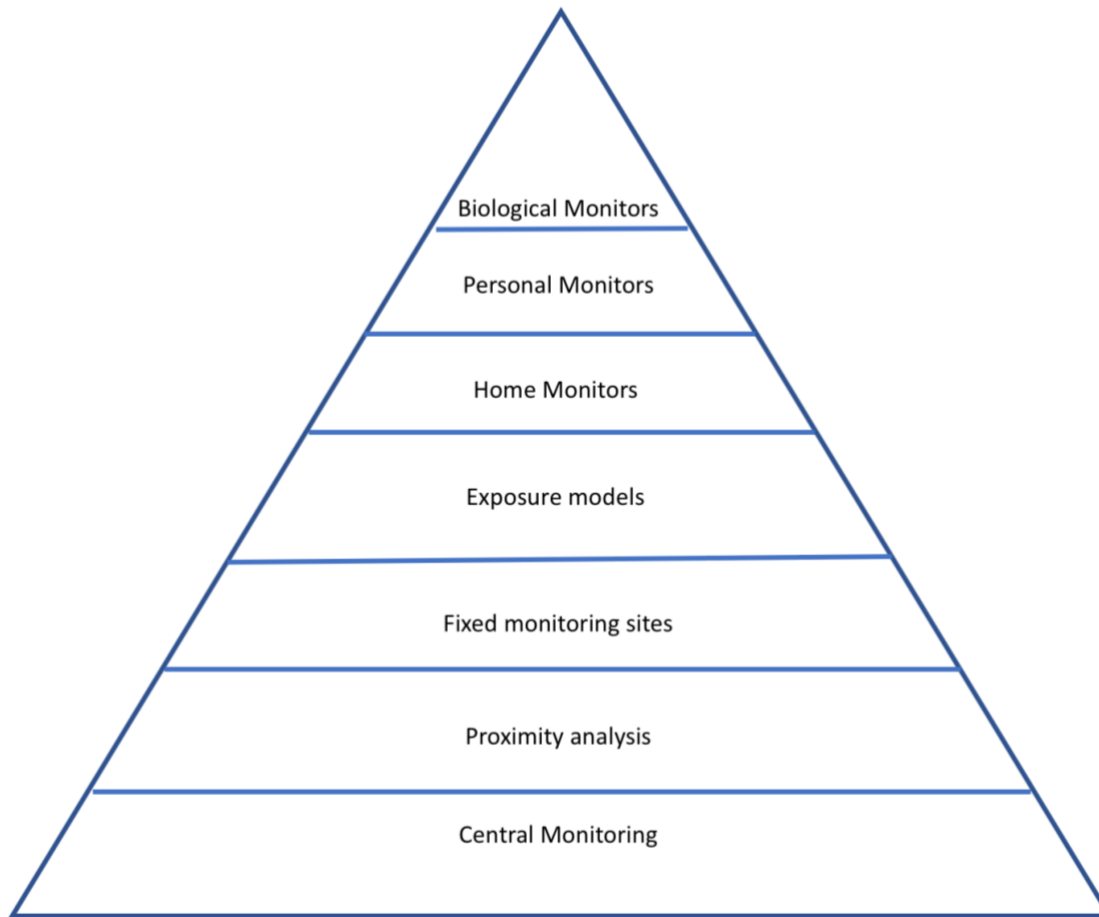 Biological Monitors
Personal Monitors
Home Monitors
Exposure models
Fixed monitoring sites
Proximity analysis
Central Monitoring